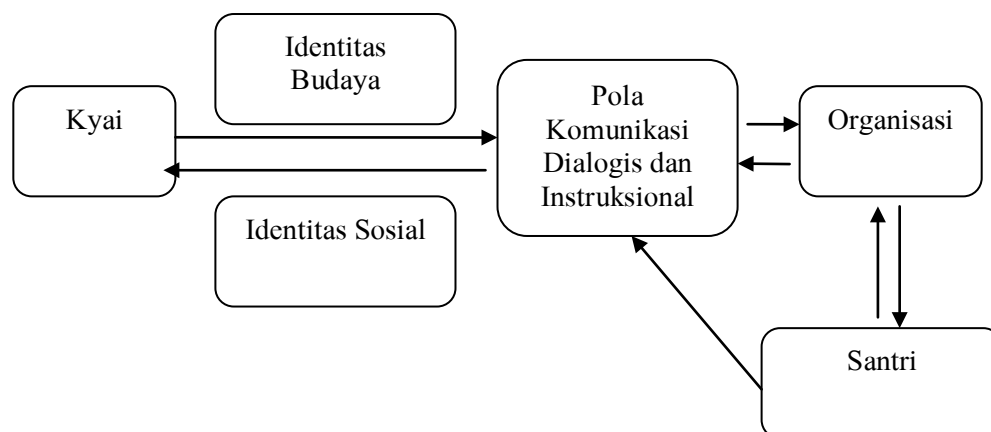 Identitas
Budaya
Kyai
Pola
Komunikasi
Dialogis dan
Instruksional
Organisasi
Identitas Sosial
Santri